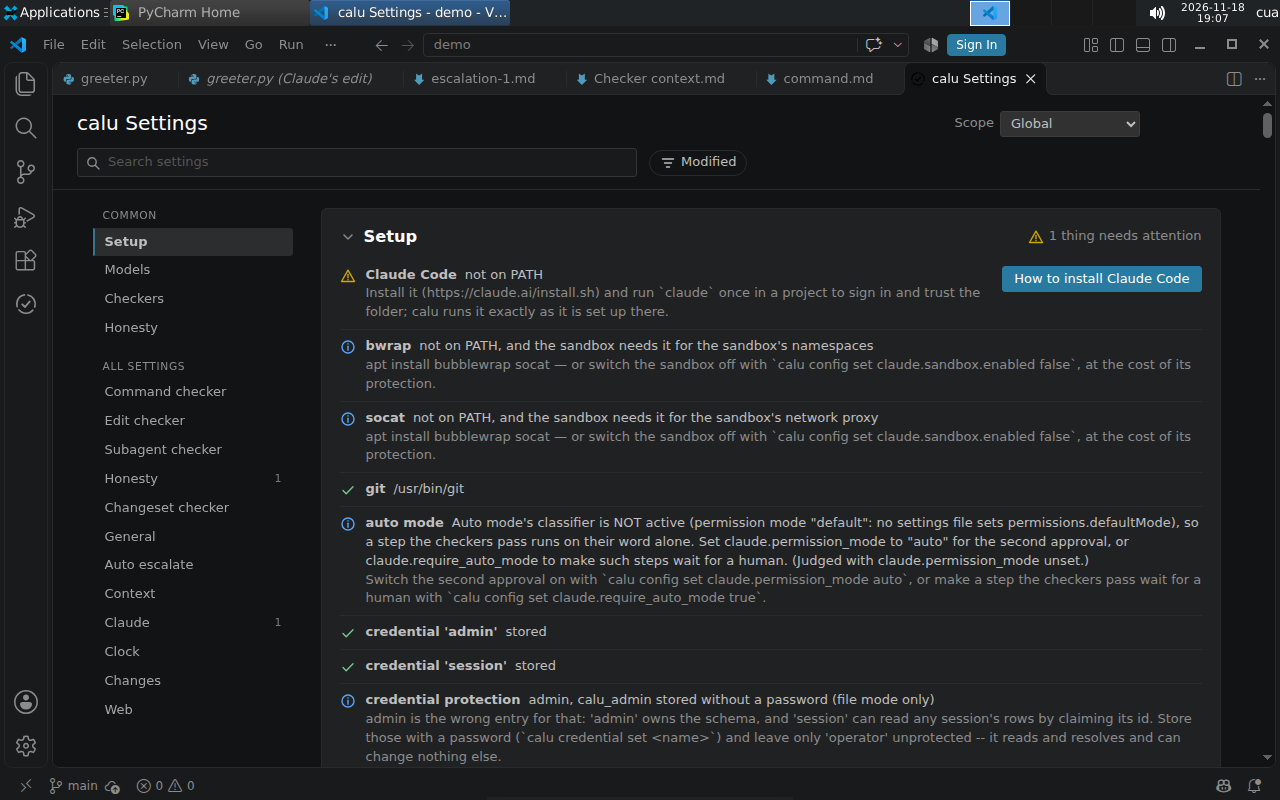 Applications
PyCharm Home
calu Settings - demo - V...
2026-11-18
19:07
cua
File Edit Selection View Go Run ···
demo
Sign In
greeter.py
greeter.py (Claude's edit)
escalation-1.md
Checker context.md
command.md
calu Settings
calu Settings
Scope
Global
Search settings
Modified
COMMON
Setup
Models
Checkers
Honesty
ALL SETTINGS
Command checker
Edit checker
Subagent checker
Honesty 1
Changeset checker
General
Auto escalate
Context
Claude 1
Clock
Changes
Web
Setup
1 thing needs attention
Claude Code not on PATH
Install it (https://claude.ai/install.sh) and run `claude` once in a project to sign in and trust the
folder; calu runs it exactly as it is set up there.
How to install Claude Code
bwrap not on PATH, and the sandbox needs it for the sandbox's namespaces
apt install bubblewrap socat — or switch the sandbox off with `calu config set claude.sandbox.enabled false`, at the cost of its
protection.
socat not on PATH, and the sandbox needs it for the sandbox's network proxy
apt install bubblewrap socat — or switch the sandbox off with `calu config set claude.sandbox.enabled false`, at the cost of its
protection.
git /usr/bin/git
auto mode Auto mode's classifier is NOT active (permission mode "default": no settings file sets permissions.defaultMode), so
a step the checkers pass runs on their word alone. Set claude.permission_mode to "auto" for the second approval, or
claude.require_auto_mode to make such steps wait for a human. (Judged with claude.permission_mode unset.)
Switch the second approval on with `calu config set claude.permission_mode auto`, or make a step the checkers pass wait for a
human with `calu config set claude.require_auto_mode true`.
credential 'admin' stored
credential 'session' stored
credential protection admin, calu_admin stored without a password (file mode only)
admin is the wrong entry for that: 'admin' owns the schema, and 'session' can read any session's rows by claiming its id. Store
those with a password (`calu credential set <name>`) and leave only 'operator' unprotected -- it reads and resolves and can
change nothing else.
main
0 0